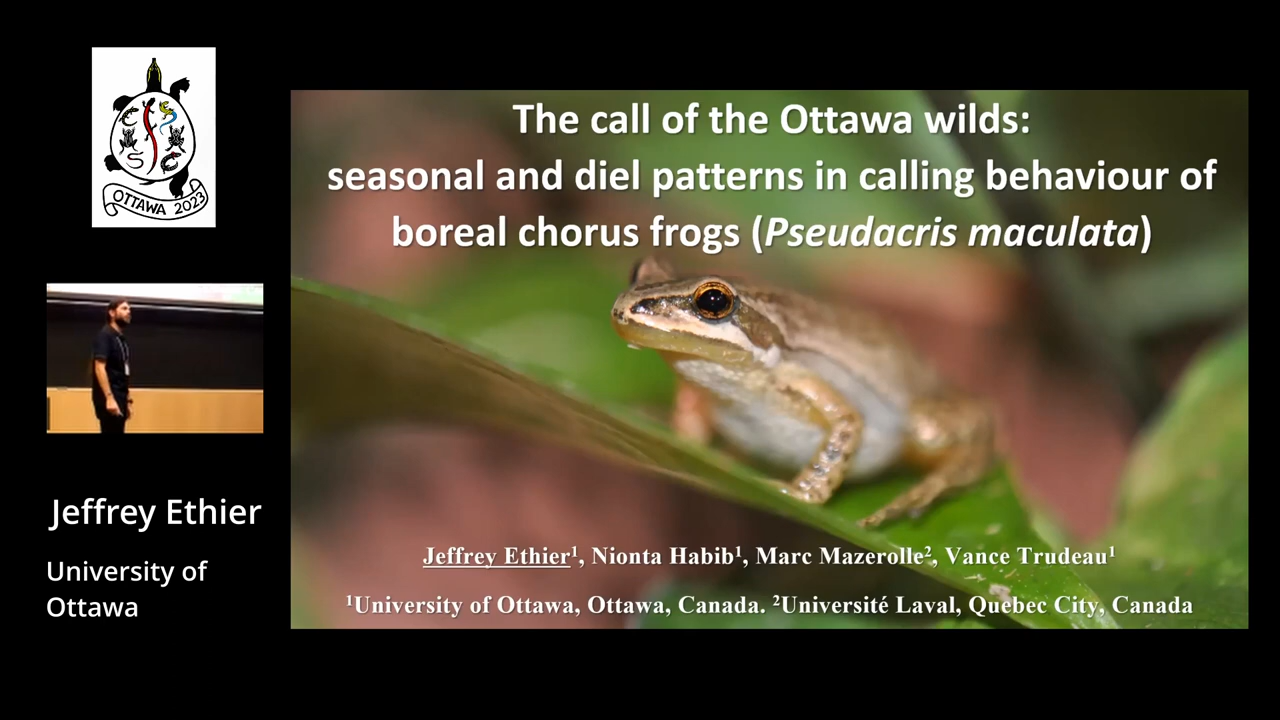 OTTAWA 2023
Jeffrey Ethier
University of
Ottawa
The call of the Ottawa wilds:
seasonal and diel patterns in calling behaviour of
boreal chorus frogs (Pseudacris maculata)
Jeffrey Ethier¹, Nionta Habib¹, Marc Mazerolle², Vance Trudeau¹
¹University of Ottawa, Ottawa, Canada. ²Université Laval, Quebec City, Canada